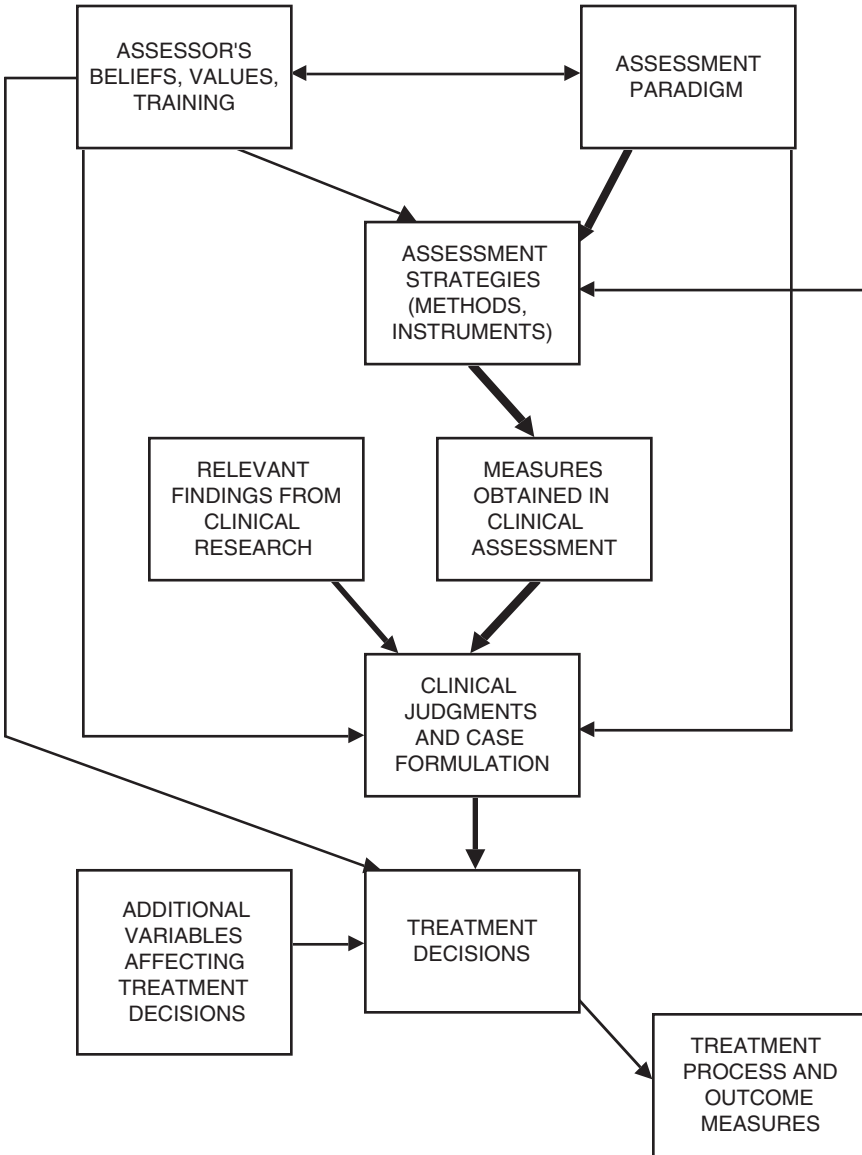 ASSESSOR'S
BELIEFS, VALUES,
TRAINING
ASSESSMENT
PARADIGM
ASSESSMENT
STRATEGIES
(METHODS,
INSTRUMENTS)
RELEVANT
FINDINGS FROM
CLINICAL
RESEARCH
MEASURES
OBTAINED IN
CLINICAL
ASSESSMENT
CLINICAL
JUDGMENTS
AND CASE
FORMULATION
ADDITIONAL
VARIABLES
AFFECTING
TREATMENT
DECISIONS
TREATMENT
DECISIONS
TREATMENT
PROCESS AND
OUTCOME
MEASURES